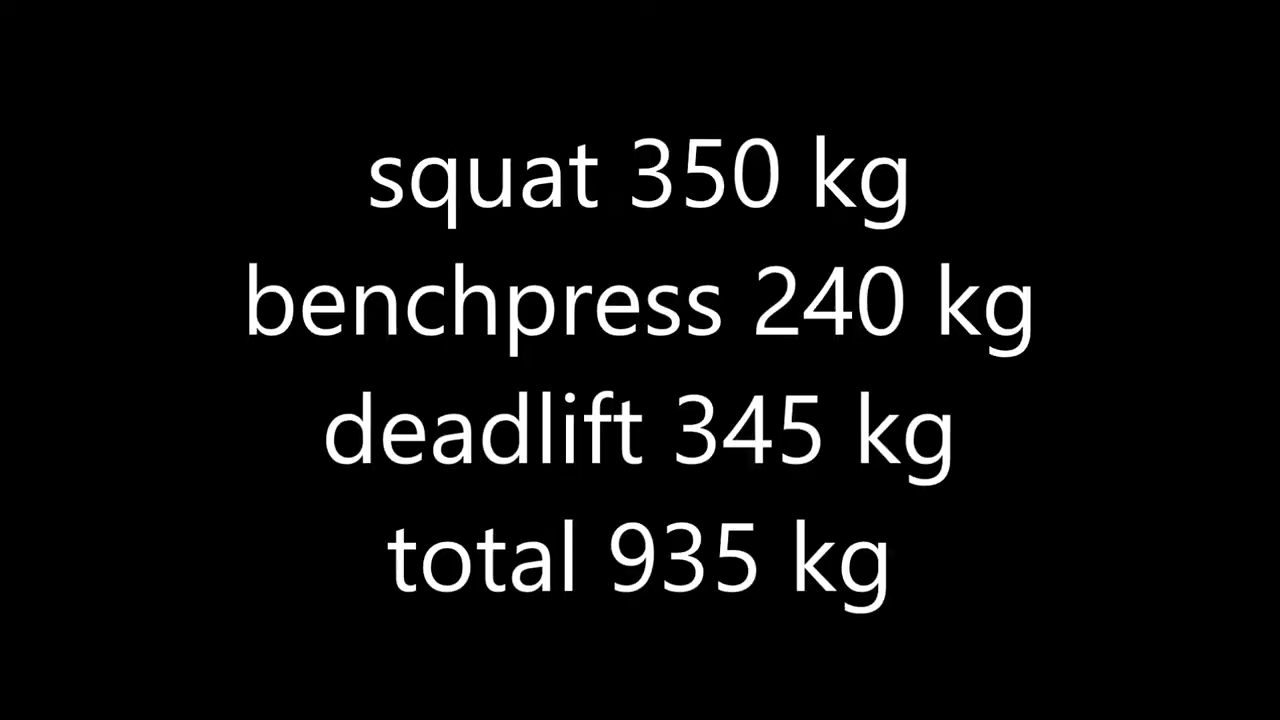 squat 350 kg
benchpress 240 kg
deadlift 345 kg
total 935 kg